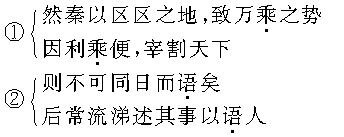 ①
然秦以区区之地,致万乘之势
因利乘便,宰割天下
②
则不可同日而语矣
后常流涕述其事以语人